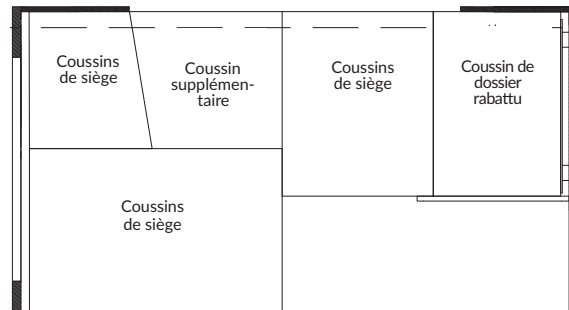 Coussins
de siège
Coussin
supplémen-
taire
Coussins
de siège
Coussin de
dossier
rabattu
Coussins
de siège